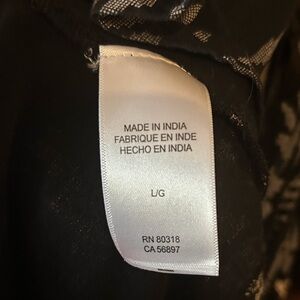 MADE IN INDIA
FABRIQUE EN INDE
HECHO EN INDIA
L/G
RN 80318
CA 56897